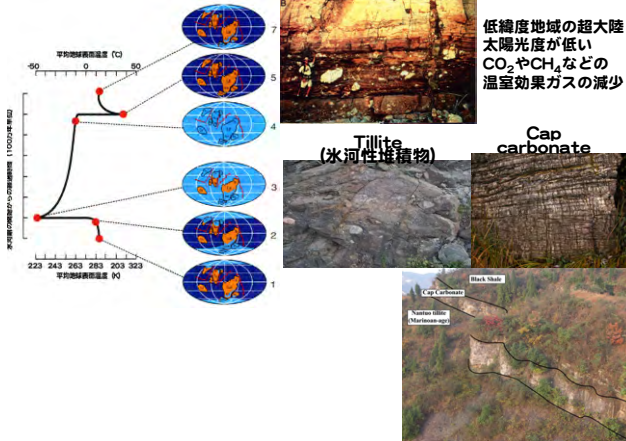 平均地球表面温度 (℃)
-50 0 50
7
5
4
3
2
1
223 243 263 283 203 323
平均地球表面温度 (K)
B
低緯度地域の超大陸
太陽光度が低い
CO₂やCH₄などの
温室効果ガスの減少
Tillite
(氷河性堆積物)
Cap
carbonate
Black Shale
Cap Carbonate
Nantuo tillite
(Marinoan-age)